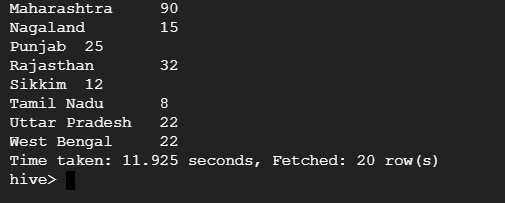 Maharashtra 90
Nagaland 15
Punjab 25
Rajasthan 32
Sikkim 12
Tamil Nadu 8
Uttar Pradesh 22
West Bengal 22
Time taken: 11.925 seconds, Fetched: 20 row(s)
hive>